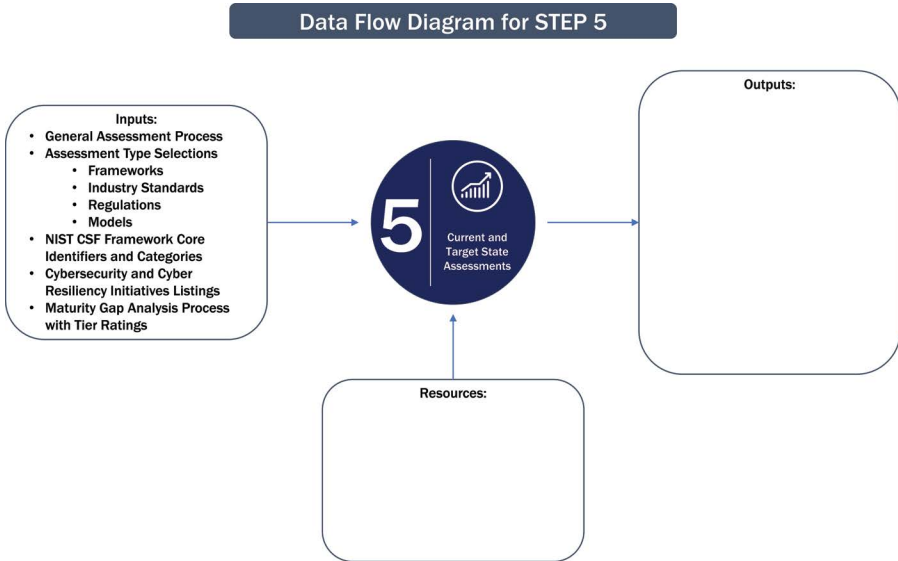 Data Flow Diagram for STEP 5
Inputs:
• General Assessment Process
• Assessment Type Selections
• Frameworks
• Industry Standards
• Regulations
• Models
• NIST CSF Framework Core
Identifiers and Categories
• Cybersecurity and Cyber
Resiliency Initiatives Listings
• Maturity Gap Analysis Process
with Tier Ratings
5
Current and
Target State
Assessments
Outputs:
Resources: